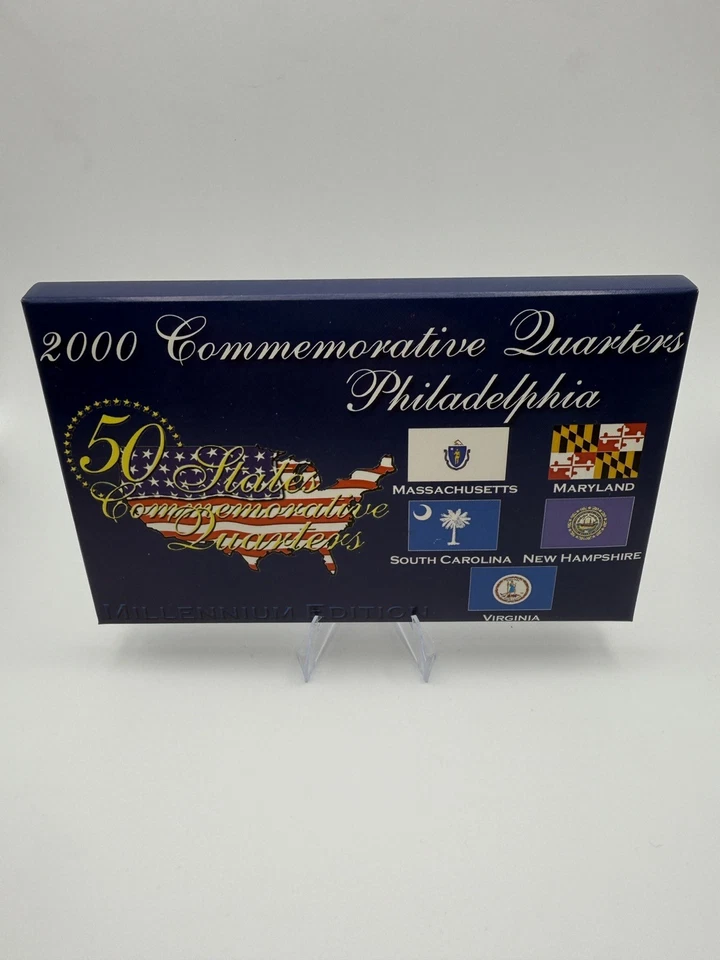 2000 Commemorative Quarters
Philadelphia
50 States
Commemorative
Quarters
MASSACHUSETTS
MARYLAND
SOUTH CAROLINA
NEW HAMPSHIRE
VIRGINIA
MILLENNIUM EDITION